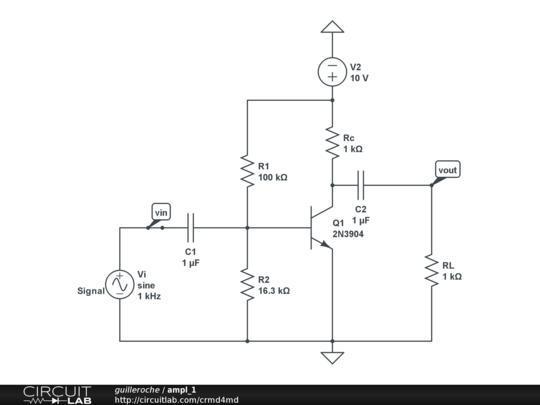 −
+
V2
10 V
Rc
1 kΩ
R1
100 kΩ
vout
C2
1 µF
vin
Q1
2N3904
C1
1 µF
Signal
+
−
Vi
sine
1 kHz
R2
16.3 kΩ
RL
1 kΩ
CIRCUIT
LAB
guilleroche / ampl_1
http://circuitlab.com/crmd4md